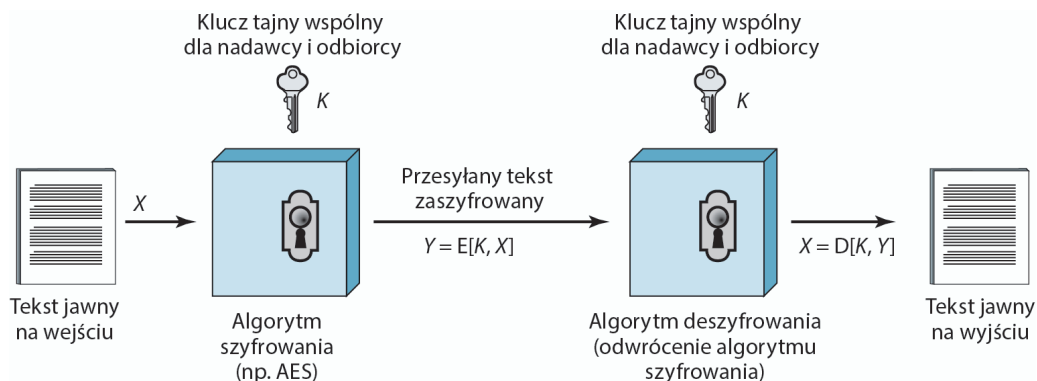 Klucz tajny wspólny
dla nadawcy i odbiorcy
K
Klucz tajny wspólny
dla nadawcy i odbiorcy
K
X
Przesyłany tekst
zaszyfrowany
Y = E[K, X]
X = D[K, Y]
Tekst jawny
na wejściu
Algorytm
szyfrowania
(np. AES)
Algorytm deszyfrowania
(odwrócenie algorytmu
szyfrowania)
Tekst jawny
na wyjściu